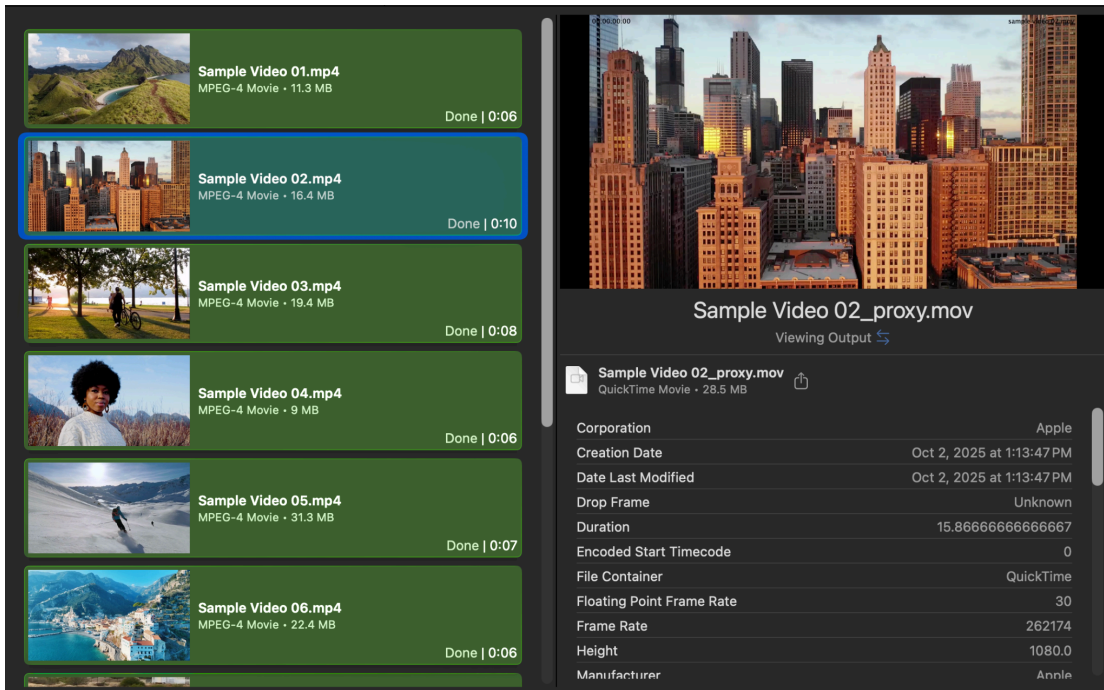 Sample Video 01.mp4
MPEG-4 Movie • 11.3 MB
Done | 0:06
Sample Video 02.mp4
MPEG-4 Movie • 16.4 MB
Done | 0:10
Sample Video 03.mp4
MPEG-4 Movie • 19.4 MB
Done | 0:08
Sample Video 04.mp4
MPEG-4 Movie • 9 MB
Done | 0:06
Sample Video 05.mp4
MPEG-4 Movie • 31.3 MB
Done | 0:07
Sample Video 06.mp4
MPEG-4 Movie • 22.4 MB
Done | 0:06
00:00:00:00
Sample Video 02_proxy.mov
Viewing Output
Sample Video 02_proxy.mov
QuickTime Movie • 28.5 MB
Corporation Apple
Creation Date Oct 2, 2025 at 1:13:47 PM
Date Last Modified Oct 2, 2025 at 1:13:47 PM
Drop Frame Unknown
Duration 15.86666666666667
Encoded Start Timecode 0
File Container QuickTime
Floating Point Frame Rate 30
Frame Rate 262174
Height 1080.0
Manufacturer Apple